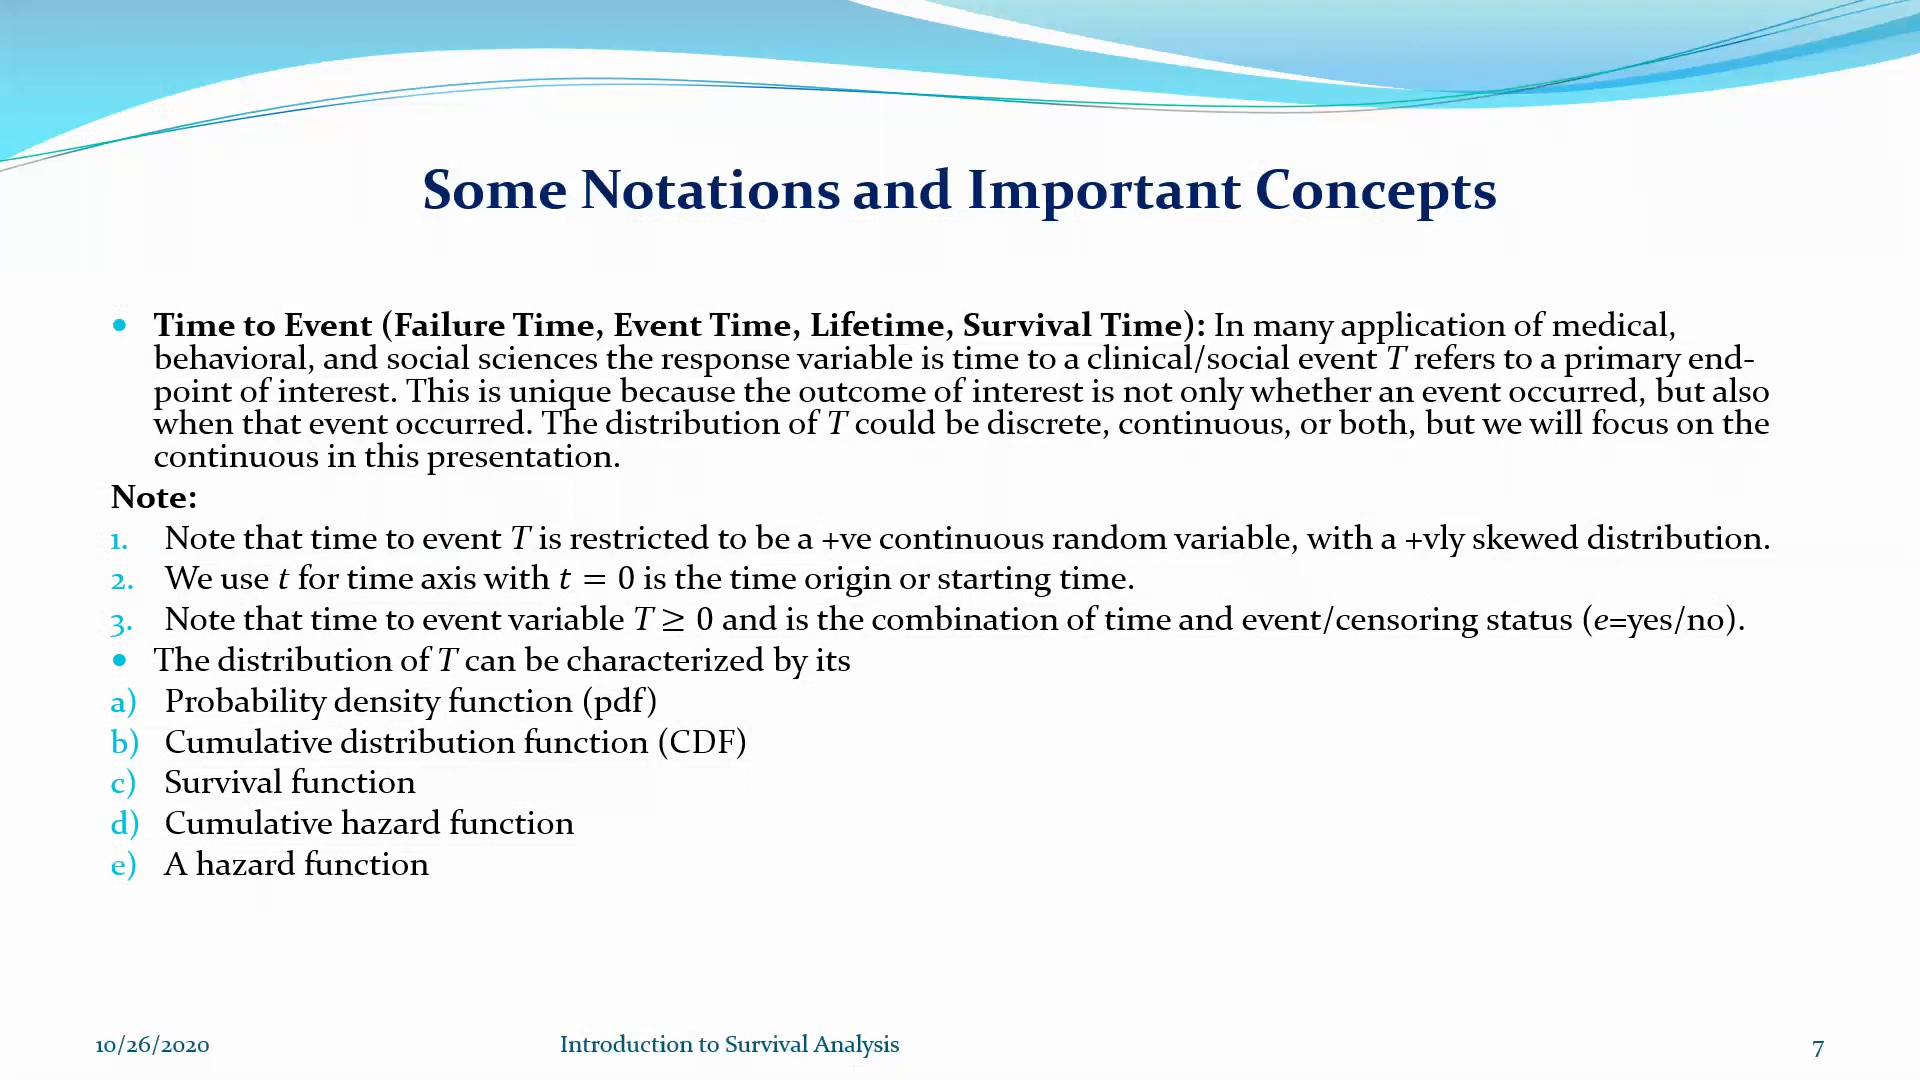 Some Notations and Important Concepts
• Time to Event (Failure Time, Event Time, Lifetime, Survival Time): In many application of medical,
behavioral, and social sciences the response variable is time to a clinical/social event T refers to a primary end-
point of interest. This is unique because the outcome of interest is not only whether an event occurred, but also
when that event occurred. The distribution of T could be discrete, continuous, or both, but we will focus on the
continuous in this presentation.
Note:
1. Note that time to event T is restricted to be a +ve continuous random variable, with a +vly skewed distribution.
2. We use t for time axis with t = 0 is the time origin or starting time.
3. Note that time to event variable T ≥ 0 and is the combination of time and event/censoring status (e=yes/no).
• The distribution of T can be characterized by its
a) Probability density function (pdf)
b) Cumulative distribution function (CDF)
c) Survival function
d) Cumulative hazard function
e) A hazard function
10/26/2020 Introduction to Survival Analysis 7